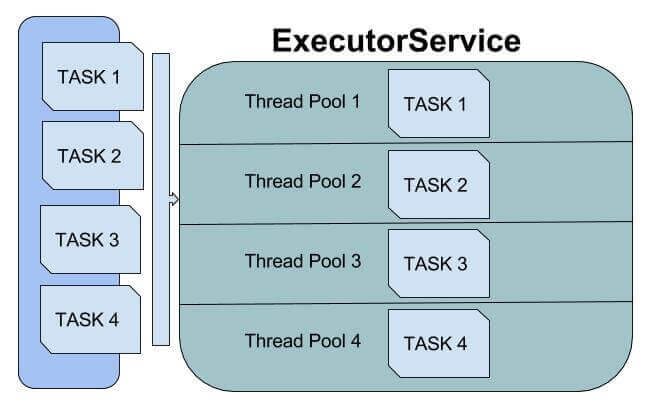 ExecutorService
TASK 1
TASK 2
TASK 3
TASK 4
Thread Pool 1
TASK 1
Thread Pool 2
TASK 2
Thread Pool 3
TASK 3
Thread Pool 4
TASK 4